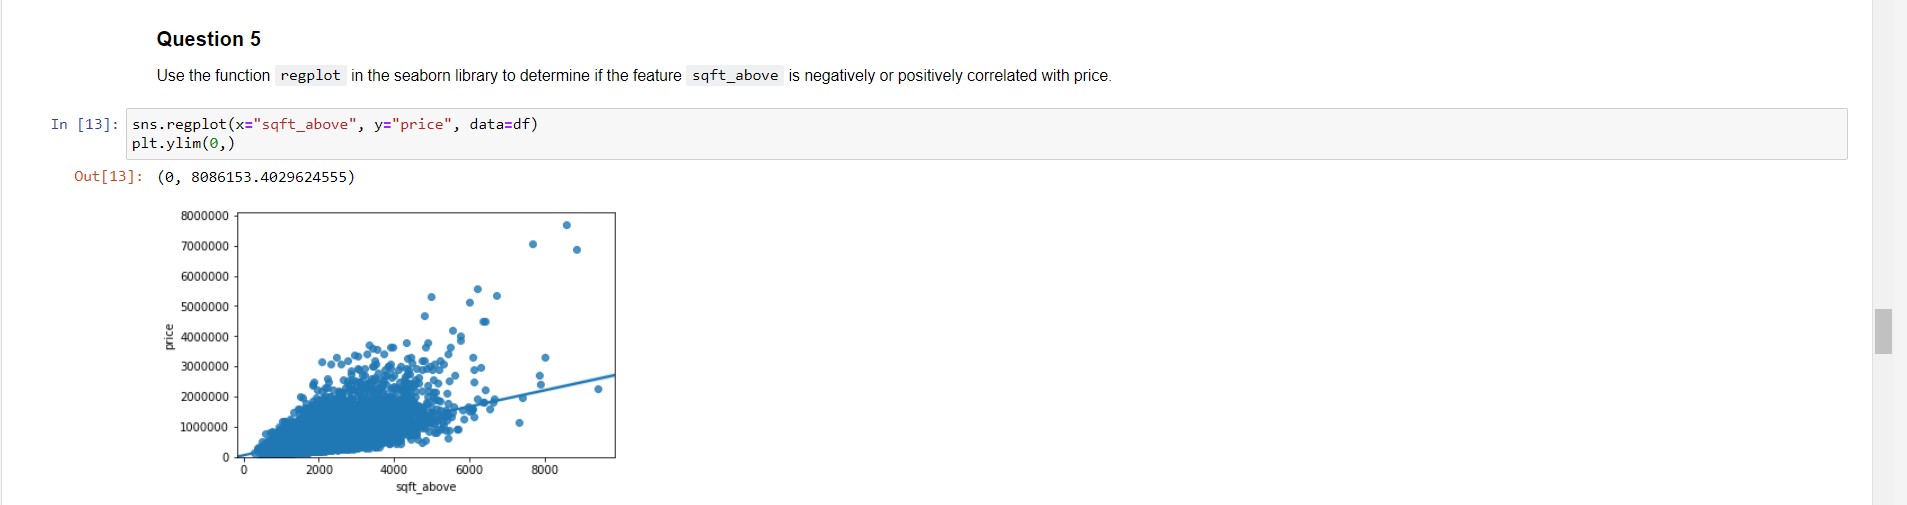 Question 5
Use the function regplot in the seaborn library to determine if the feature sqft_above is negatively or positively correlated with price.
In [13]: sns.regplot(x="sqft_above", y="price", data=df)
plt.ylim(0,)
Out[13]: (0, 8086153.4029624555)
8000000
7000000
6000000
5000000
4000000
3000000
2000000
1000000
0
price
0 2000 4000 6000 8000
sqft_above